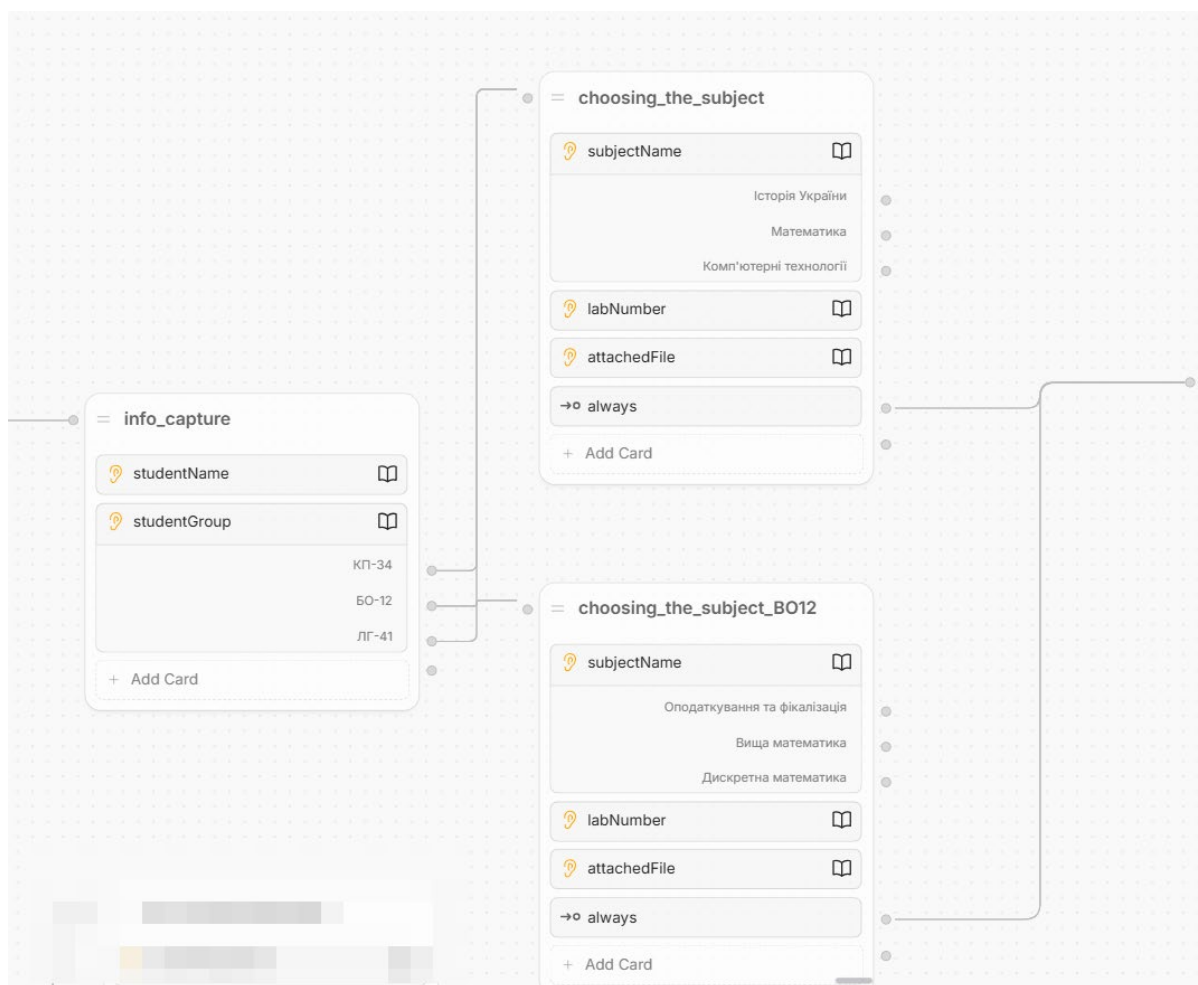 choosing_the_subject
subjectName
Історія України
Математика
Комп'ютерні технології
labNumber
attachedFile
always
+ Add Card
info_capture
studentName
studentGroup
КП-34
БО-12
ЛГ-41
+ Add Card
choosing_the_subject_BO12
subjectName
Оподаткування та фікалізація
Вища математика
Дискретна математика
labNumber
attachedFile
always
+ Add Card